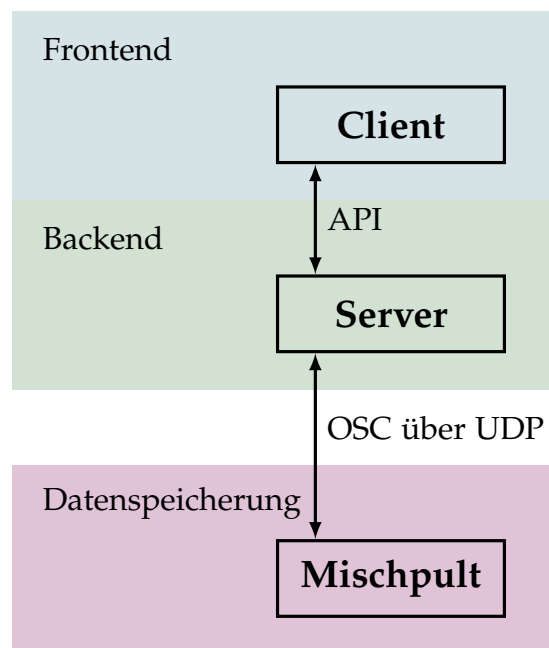 Frontend
Client
API
Backend
Server
OSC über UDP
Datenspeicherung
Mischpult